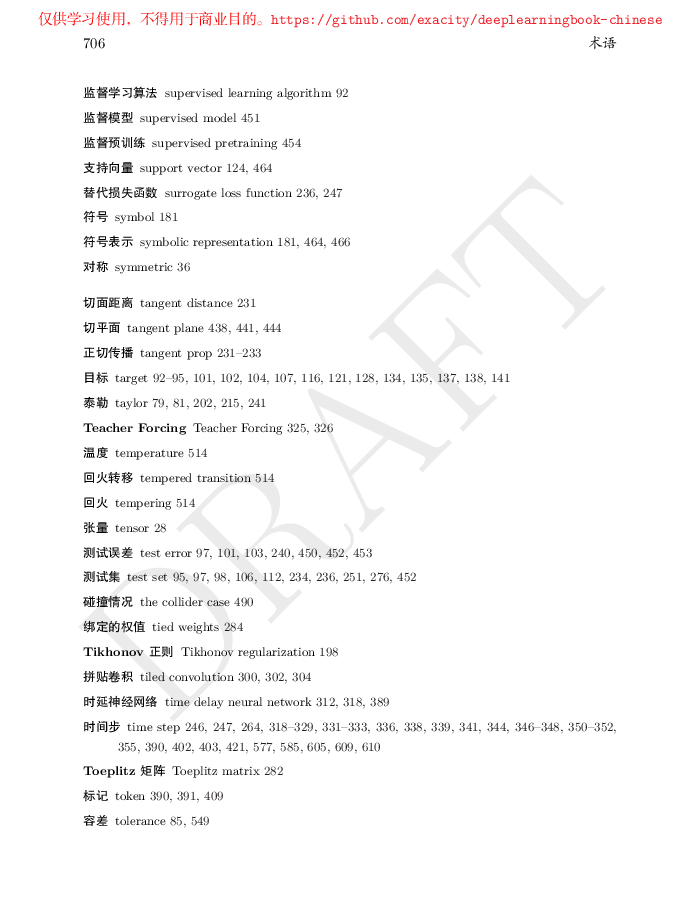 仅供学习使用，不得用于商业目的。https://github.com/exacity/deeplearningbook-chinese
706 术语
监督学习算法 supervised learning algorithm 92
监督模型 supervised model 451
监督预训练 supervised pretraining 454
支持向量 support vector 124, 464
替代损失函数 surrogate loss function 236, 247
符号 symbol 181
符号表示 symbolic representation 181, 464, 466
对称 symmetric 36
切面距离 tangent distance 231
切平面 tangent plane 438, 441, 444
正切传播 tangent prop 231–233
目标 target 92–95, 101, 102, 104, 107, 116, 121, 128, 134, 135, 137, 138, 141
泰勒 taylor 79, 81, 202, 215, 241
Teacher Forcing Teacher Forcing 325, 326
温度 temperature 514
回火转移 tempered transition 514
回火 tempering 514
张量 tensor 28
测试误差 test error 97, 101, 103, 240, 450, 452, 453
测试集 test set 95, 97, 98, 106, 112, 234, 236, 251, 276, 452
碰撞情况 the collider case 490
绑定的权值 tied weights 284
Tikhonov 正则 Tikhonov regularization 198
拼贴卷积 tiled convolution 300, 302, 304
时延神经网络 time delay neural network 312, 318, 389
时间步 time step 246, 247, 264, 318–329, 331–333, 336, 338, 339, 341, 344, 346–348, 350–352,
355, 390, 402, 403, 421, 577, 585, 605, 609, 610
Toeplitz 矩阵 Toeplitz matrix 282
标记 token 390, 391, 409
容差 tolerance 85, 549
DRAFT